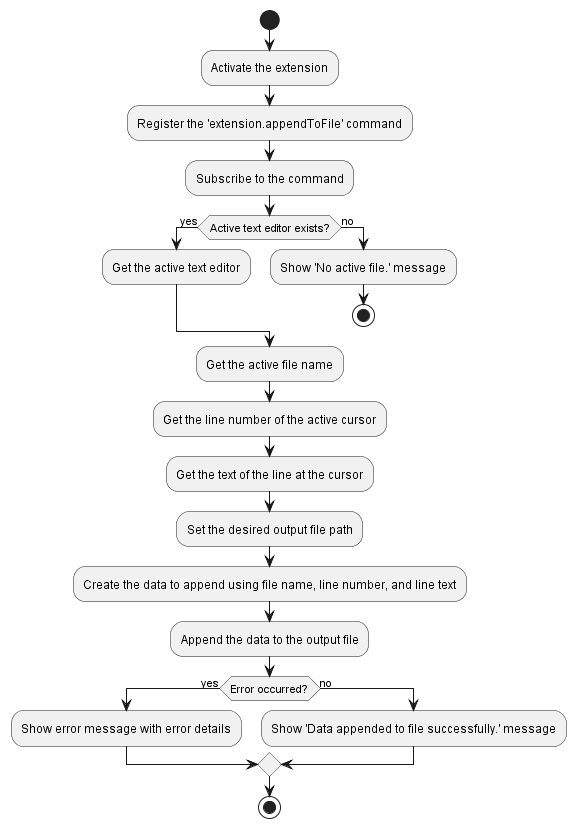 Activate the extension
Register the 'extension.appendToFile' command
Subscribe to the command
yes
Active text editor exists?
no
Get the active text editor
Show 'No active file.' message
Get the active file name
Get the line number of the active cursor
Get the text of the line at the cursor
Set the desired output file path
Create the data to append using file name, line number, and line text
Append the data to the output file
yes
Error occurred?
no
Show error message with error details
Show 'Data appended to file successfully.' message